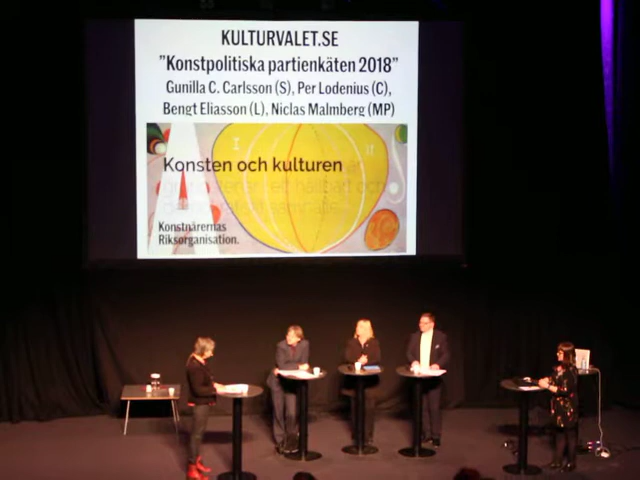 KULTURVALET.SE
”Konstpolitiska partienkäten 2018”
Gunilla C. Carlsson (S), Per Lodenius (C),
Bengt Eliasson (L), Niclas Malmberg (MP)
Konsten och kulturen
Konstnärernas
Riksorganisation.